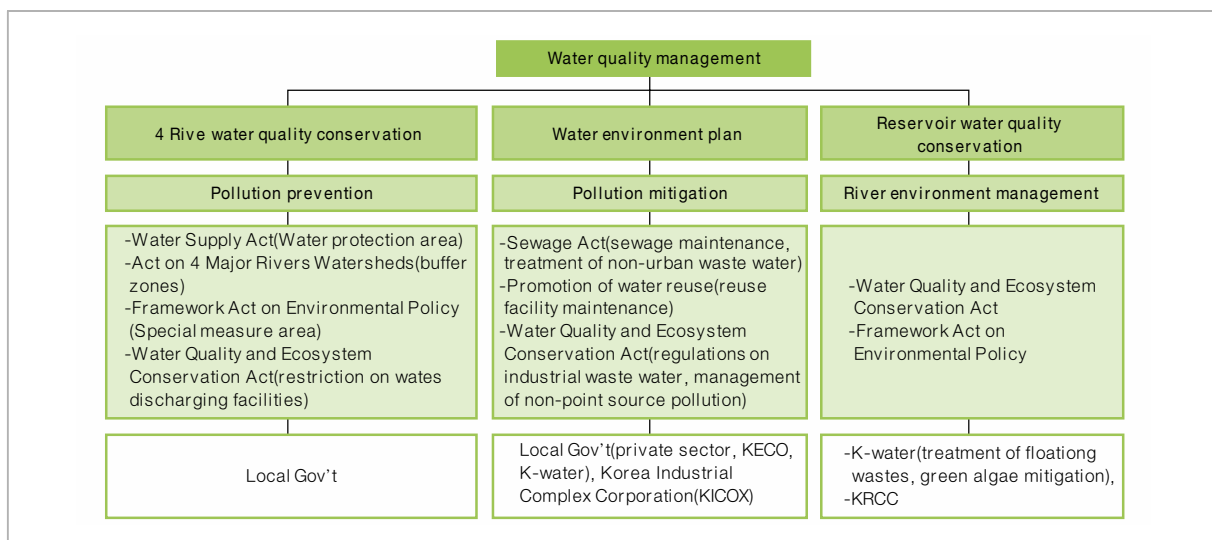 Water quality management
4 Rive water quality conservation
Water environment plan
Reservoir water quality
conservation
Pollution prevention
Pollution mitigation
River environment management
-Water Supply Act(Water protection area)
-Act on 4 Major Rivers Watersheds(buffer
zones)
-Framework Act on Environmental Policy
(Special measure area)
-Water Quality and Ecosystem
Conservation Act(restriction on wates
discharging facilities)
-Sewage Act(sewage maintenance,
treatment of non-urban waste water)
-Promotion of water reuse(reuse
facility maintenance)
-Water Quality and Ecosystem
Conservation Act(regulations on
industrial waste water, management
of non-point source pollution)
-Water Quality and Ecosystem
Conservation Act
-Framework Act on
Environmental Policy
Local Gov't
Local Gov't(private sector, KECO,
K-water), Korea Industrial
Complex Corporation(KICOX)
-K-water(treatment of floationg
wastes, green algae mitigation),
-KRCC